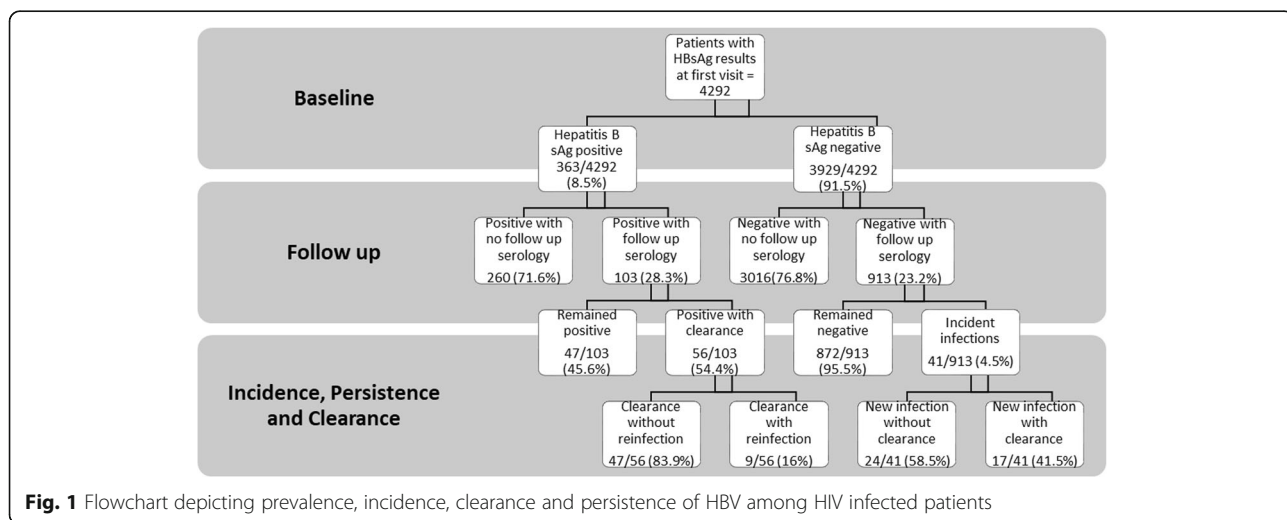 Patients with
HBsAg results
at first visit =
4292
Baseline
Hepatitis B
sAg positive
363/4292
(8.5%)
Hepatitis B
sAg negative
3929/4292
(91.5%)
Follow up
Positive with
no follow up
serology
260 (71.6%)
Positive with
follow up
serology
103 (28.3%)
Negative with
no follow up
serology
3016(76.8%)
Negative with
follow up
serology
913 (23.2%)
Incidence, Persistence
and Clearance
Remained
positive
47/103
(45.6%)
Positive with
clearance
56/103
(54.4%)
Remained
negative
872/913
(95.5%)
Incident
infections
41/913 (4.5%)
Clearance
without
reinfection
47/56 (83.9%)
Clearance
with
reinfection
9/56 (16%)
New infection
without
clearance
24/41 (58.5%)
New infection
with
clearance
17/41 (41.5%)
Fig. 1 Flowchart depicting prevalence, incidence, clearance and persistence of HBV among HIV infected patients